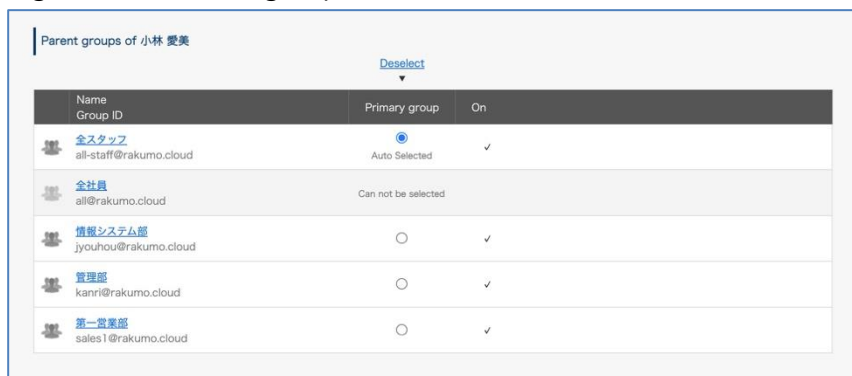 Parent groups of 小林 愛美
Deselect
▼
Name
Group ID
Primary group
On
全スタッフ
all-staff@rakumo.cloud
Auto Selected
✓
全社員
all@rakumo.cloud
Can not be selected
情報システム部
jyouhou@rakumo.cloud
✓
管理部
kanri@rakumo.cloud
✓
第一営業部
sales1@rakumo.cloud
✓